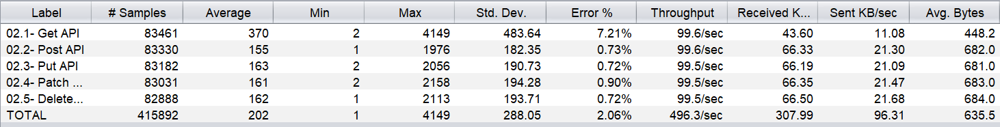 Label # Samples Average Min Max Std. Dev. Error % Throughput Received K... Sent KB/sec Avg. Bytes
02.1- Get API 83461 370 2 4149 483.64 7.21% 99.6/sec 43.60 11.08 448.2
02.2- Post API 83330 155 1 1976 182.35 0.73% 99.6/sec 66.33 21.30 682.0
02.3- Put API 83182 163 2 2056 190.73 0.72% 99.5/sec 66.19 21.09 681.0
02.4- Patch ... 83031 161 2 2158 194.28 0.90% 99.5/sec 66.35 21.47 683.0
02.5- Delete... 82888 162 1 2113 193.71 0.72% 99.5/sec 66.50 21.68 684.0
TOTAL 415892 202 1 4149 288.05 2.06% 496.3/sec 307.99 96.31 635.5